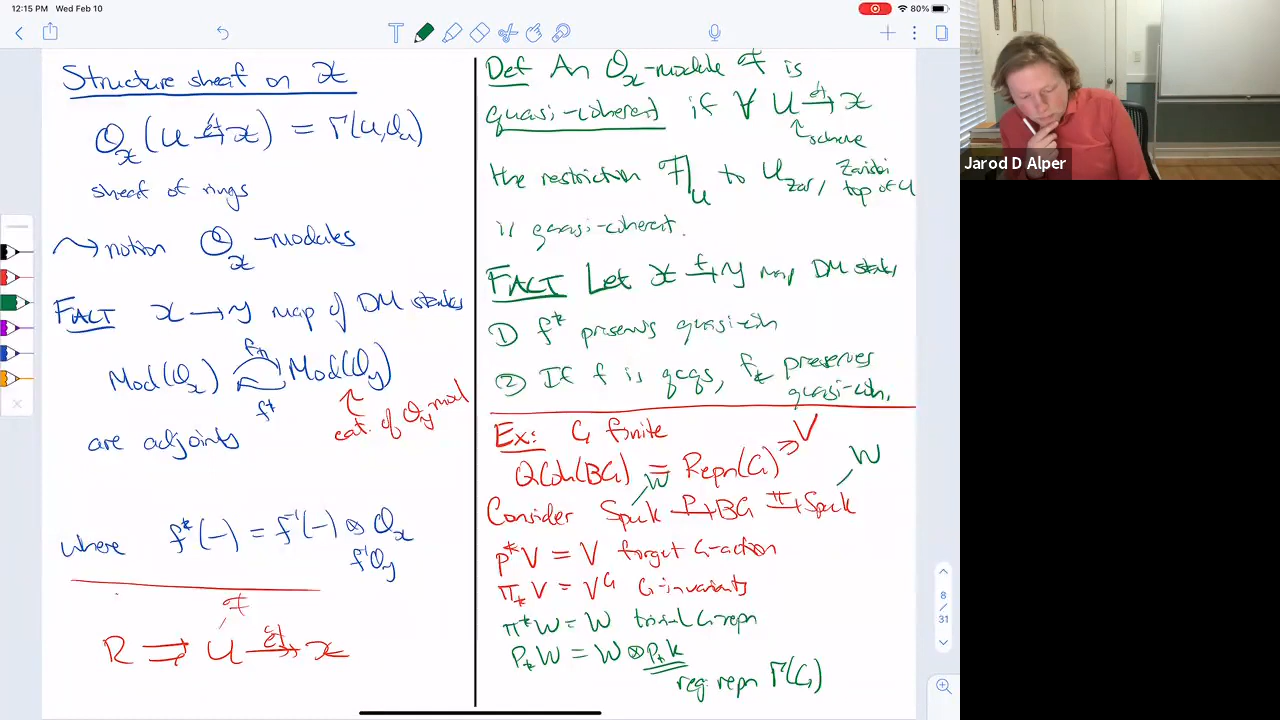 12:15 PM Wed Feb 10
80%
Structure sheaf on 𝒳
𝒪_𝒳(U →ét 𝒳) = Γ(U, 𝒪_U)
sheaf of rings
⇝ notion 𝒪_𝒳-modules
FACT 𝒳 → 𝒴 map of DM stacks
Mod(𝒪_𝒳) ⇄ Mod(𝒪_𝒴)
f_*
f^*
cat. of 𝒪_𝒴 mod
are adjoints
where f^*(-) = f^{-1}(-) ⊗ 𝒪_𝒳
f^{-1}𝒪_𝒴
F
R ⇉ U →ét 𝒳
Def An 𝒪_𝒳-module F is
quasi-coherent if ∀ U →ét 𝒳
scheme
the restriction F|_U to U_Zar, Zariski
top of U
is quasi-coherent.
FACT Let 𝒳 →f 𝒴 map DM stacks
① f^* preserves quasi-coh
② If f is qcqs, f_* preserves
quasi-coh.
Ex: G finite
V
QCoh(BG) = Repn(G) ∋
W
W
Consider Spec k →p BG →π Spec k
p^*V = V forget G-action
π_*V = V^G G-invariants
π^*W = W trivial G-repn
p_*W = W ⊗ p_*k
reg. repn Γ(G)
Jarod D Alper
8
31